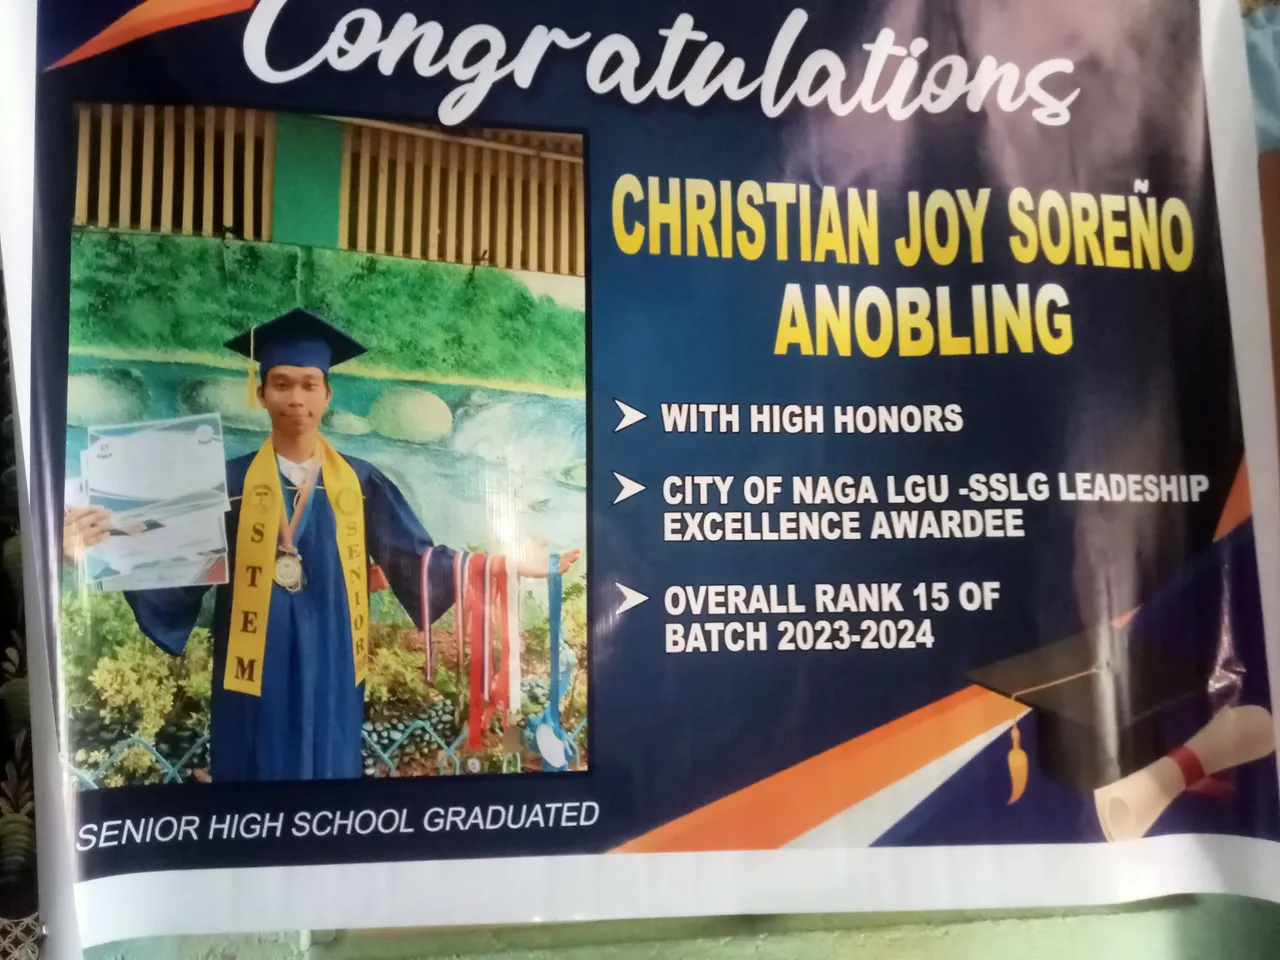 Congratulations
CHRISTIAN JOY SOREÑO
ANOBLING
WITH HIGH HONORS
CITY OF NAGA LGU -SSLG LEADESHIP
EXCELLENCE AWARDEE
OVERALL RANK 15 OF
BATCH 2023-2024
STEM
SENIOR
SENIOR HIGH SCHOOL GRADUATED